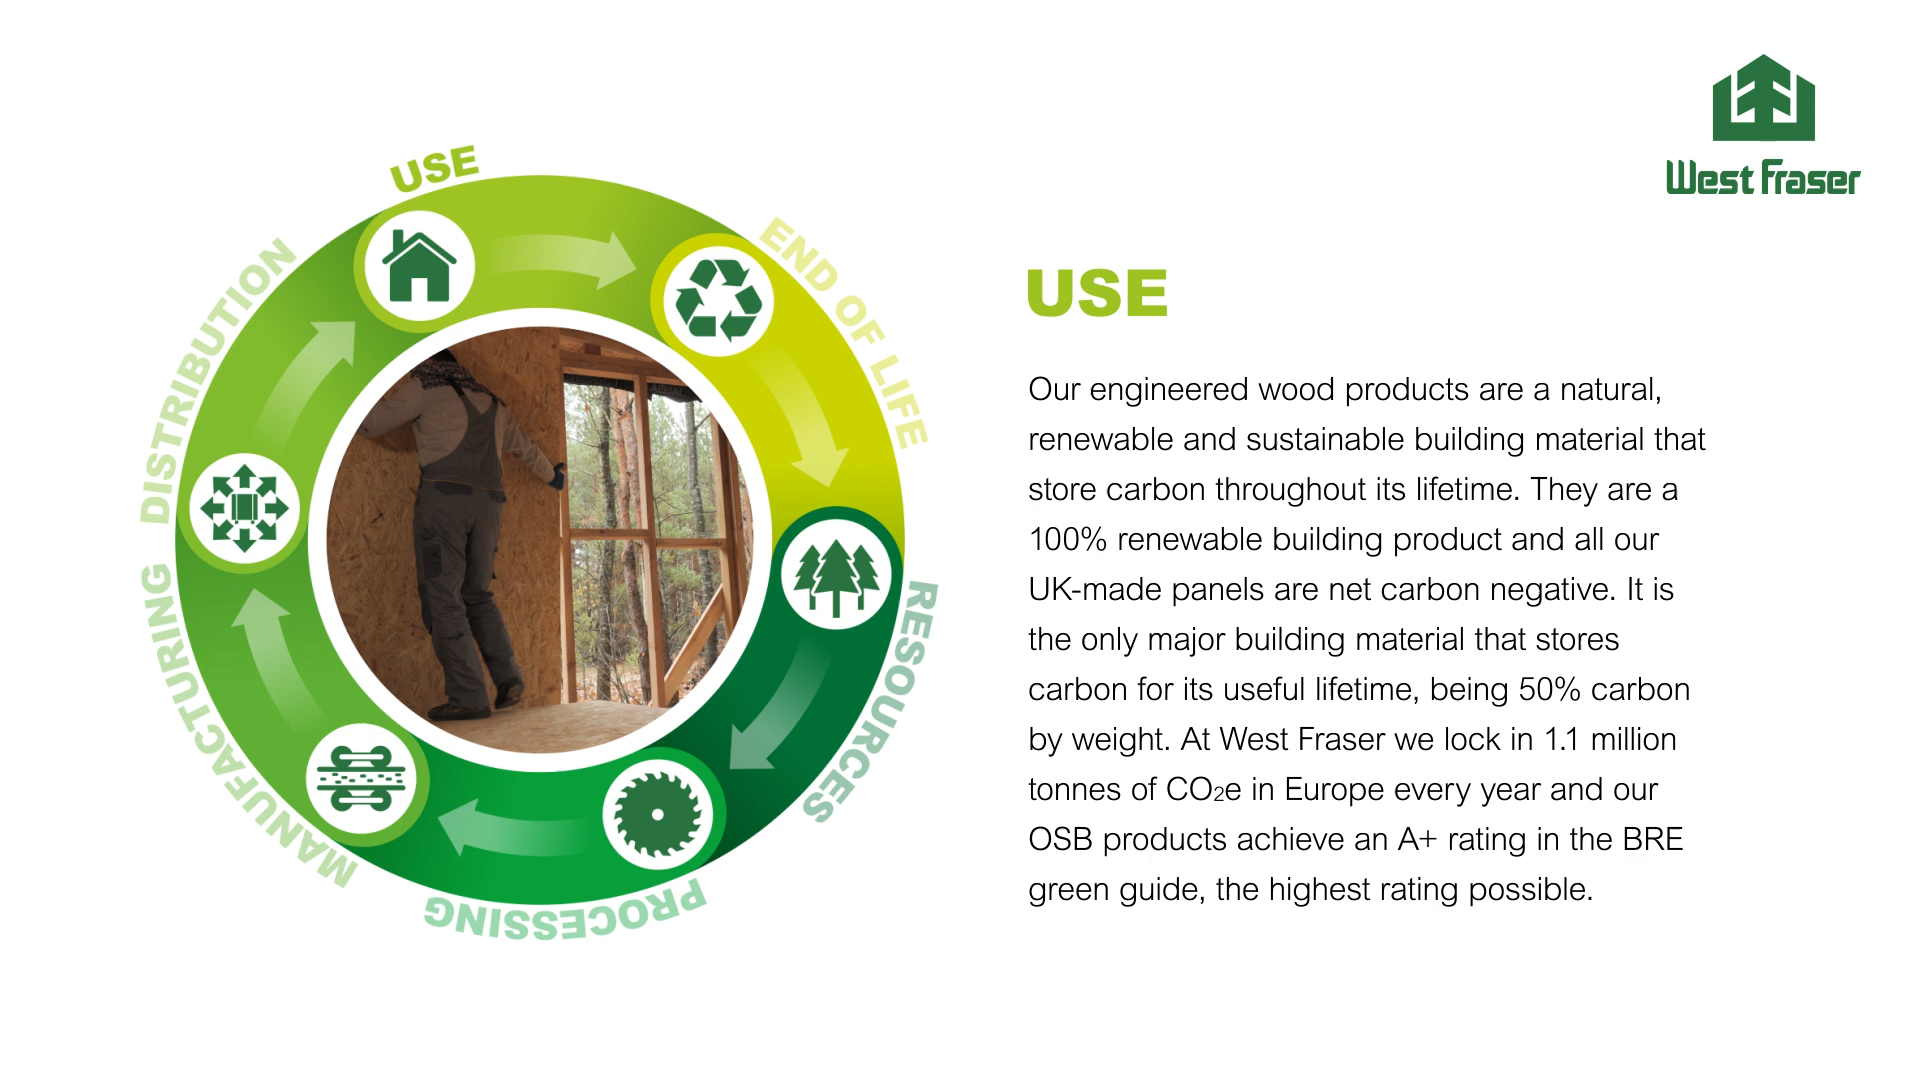 West Fraser
USE
END OF LIFE
RESOURCES
PROCESSING
MANUFACTURING
DISTRIBUTION
USE
Our engineered wood products are a natural,
renewable and sustainable building material that
store carbon throughout its lifetime. They are a
100% renewable building product and all our
UK-made panels are net carbon negative. It is
the only major building material that stores
carbon for its useful lifetime, being 50% carbon
by weight. At West Fraser we lock in 1.1 million
tonnes of CO₂e in Europe every year and our
OSB products achieve an A+ rating in the BRE
green guide, the highest rating possible.